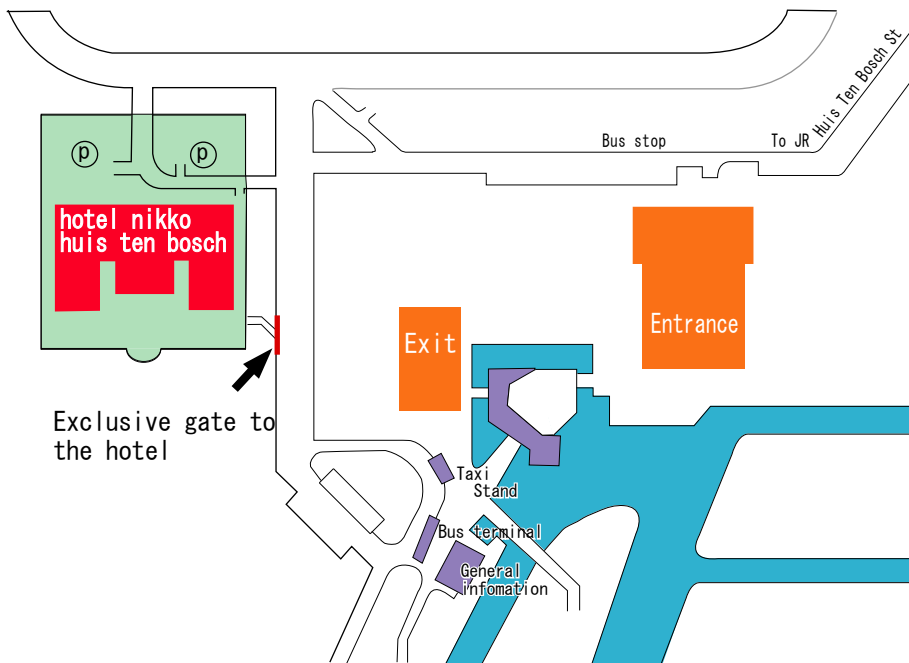 Huis Ten Bosch St
Bus stop
To JR
p
p
hotel nikko
huis ten bosch
Entrance
Exit
Exclusive gate to
the hotel
Taxi
Stand
Bus terminal
General
infomation